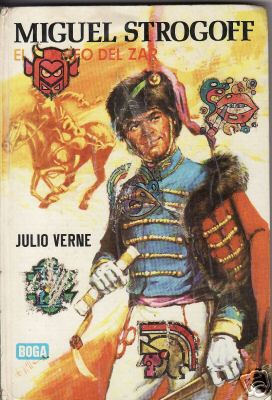 MIGUEL STROGOFF
EL DEL ZAR
JULIO VERNE
BOGA